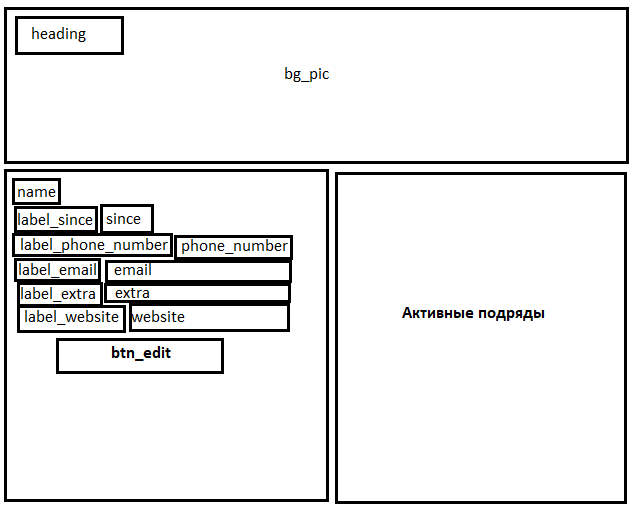 heading
bg_pic
name
label_since since
label_phone_number phone_number
label_email email
label_extra extra
label_website website
btn_edit
Активные подряды